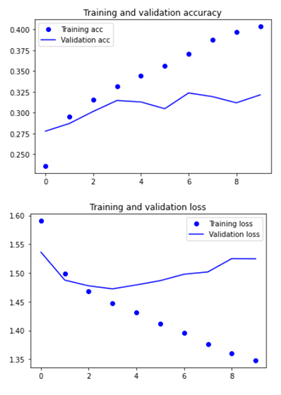 Training and validation accuracy
0.400
0.375
0.350
0.325
0.300
0.275
0.250
Training acc
Validation acc
0 2 4 6 8
Training and validation loss
1.60
1.55
1.50
1.45
1.40
1.35
Training loss
Validation loss
0 2 4 6 8